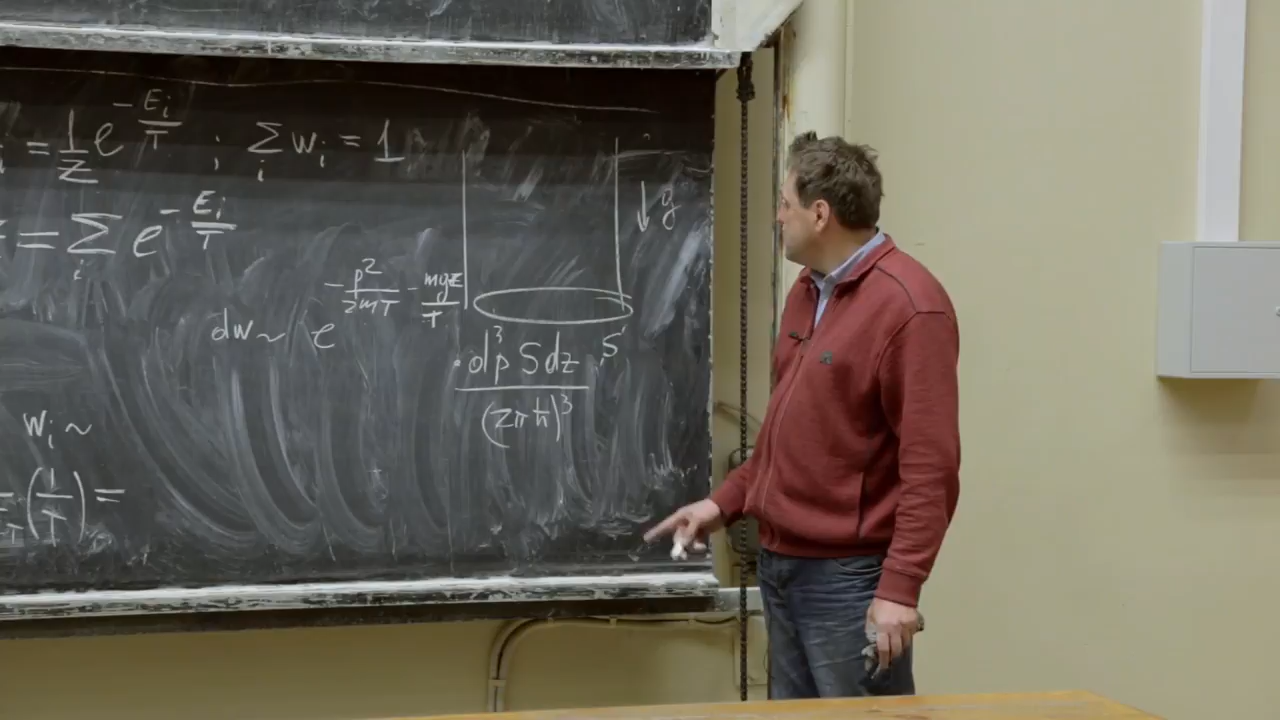 = 1/Z e^{-E_i/T} ; Σ_i w_i = 1
= Σ_i e^{-E_i/T}
↓ g
dw ~ e^{-p²/2mT - mgz/T} · d³p S dz / (2πħ)³
S
w_i ~
(1/T) =